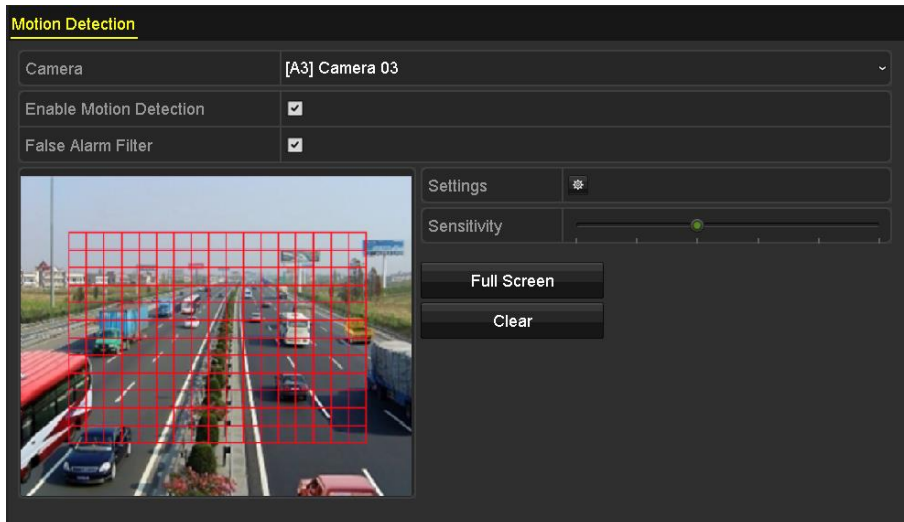 Motion Detection
Camera [A3] Camera 03
Enable Motion Detection
False Alarm Filter
Settings
Sensitivity
Full Screen
Clear